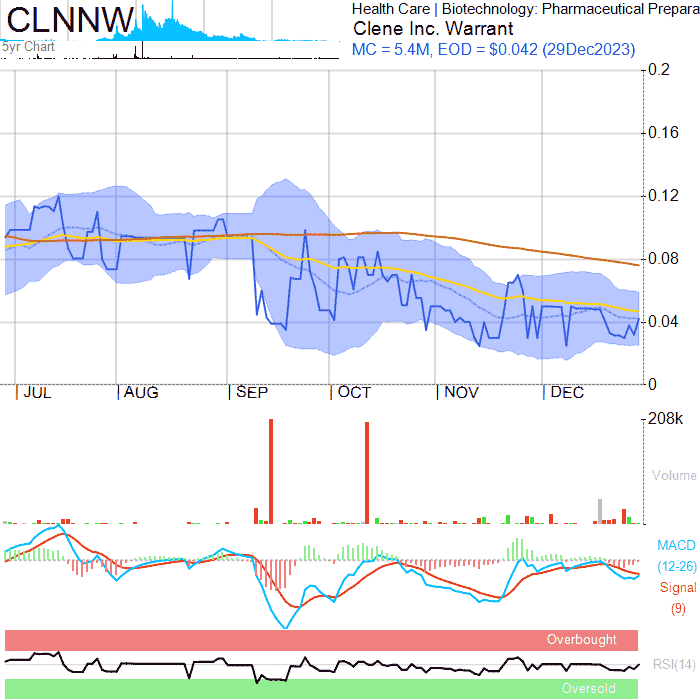 CLNNW
5yr Chart
Health Care | Biotechnology: Pharmaceutical Prepara
Clene Inc. Warrant
MC = 5.4M, EOD = $0.042 (29Dec2023)
0.2
0.16
0.12
0.08
0.04
0
JUL AUG SEP OCT NOV DEC
208k
Volume
MACD
(12-26)
Signal
(9)
Overbought
RSI(14)
Oversold